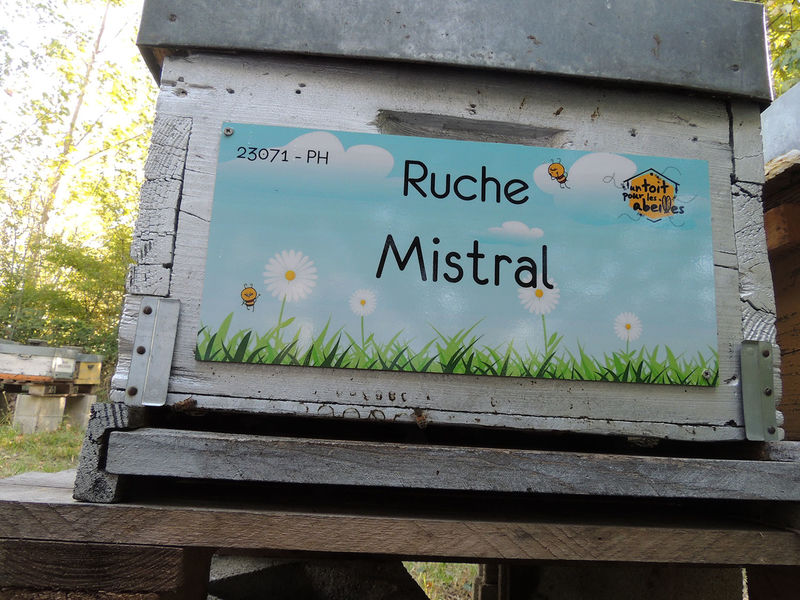 23071 - PH
Ruche
Mistral
un toit
pour les
abeilles